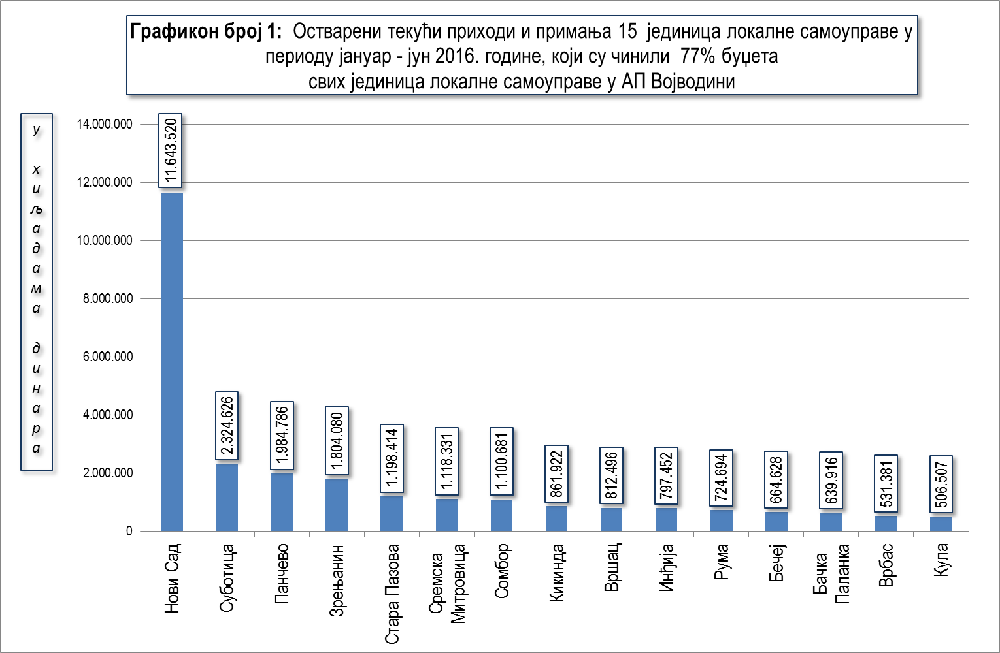 Графикон број 1: Остварени текући приходи и примања 15 јединица локалне самоуправе у
периоду јануар - јун 2016. године, који су чинили 77% буџета
свих јединица локалне самоуправе у АП Војводини
у хиљадама динара
14.000.000
12.000.000
10.000.000
8.000.000
6.000.000
4.000.000
2.000.000
0
11.643.520
2.324.626
1.984.786
1.804.080
1.198.414
1.118.331
1.100.681
861.922
812.496
797.452
724.694
664.628
639.916
531.381
506.507
Нови Сад
Суботица
Панчево
Зрењанин
Стара Пазова
Сремска
Митровица
Сомбор
Кикинда
Вршац
Инђија
Рума
Бечеј
Бачка
Паланка
Врбас
Кула